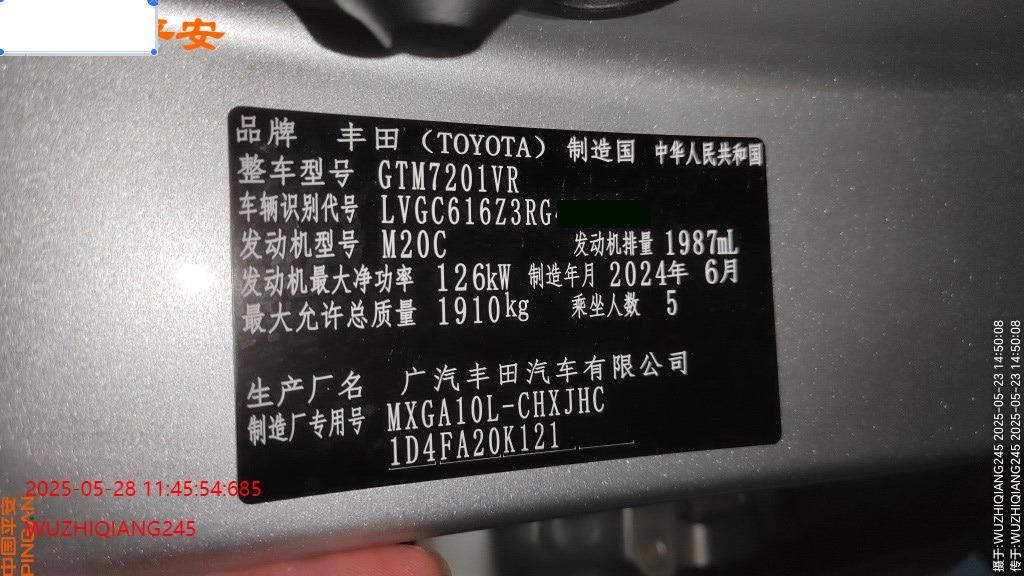 平安
品牌 丰田（TOYOTA）制造国 中华人民共和国
整车型号 GTM7201VR
车辆识别代号 LVGC616Z3RG
发动机型号 M20C 发动机排量 1987mL
发动机最大净功率 126kW 制造年月 2024年 6月
最大允许总质量 1910kg 乘坐人数 5
生产厂名 广汽丰田汽车有限公司
制造厂专用号 MXGA10L-CHXJHC
1D4FA20K121
2025-05-28 11:45:54:685
WUZHIQIANG245
中国平安
PING AN
摄于:WUZHIQIANG245 2025-05-23 14:50:08
传于:WUZHIQIANG245 2025-05-23 14:50:08